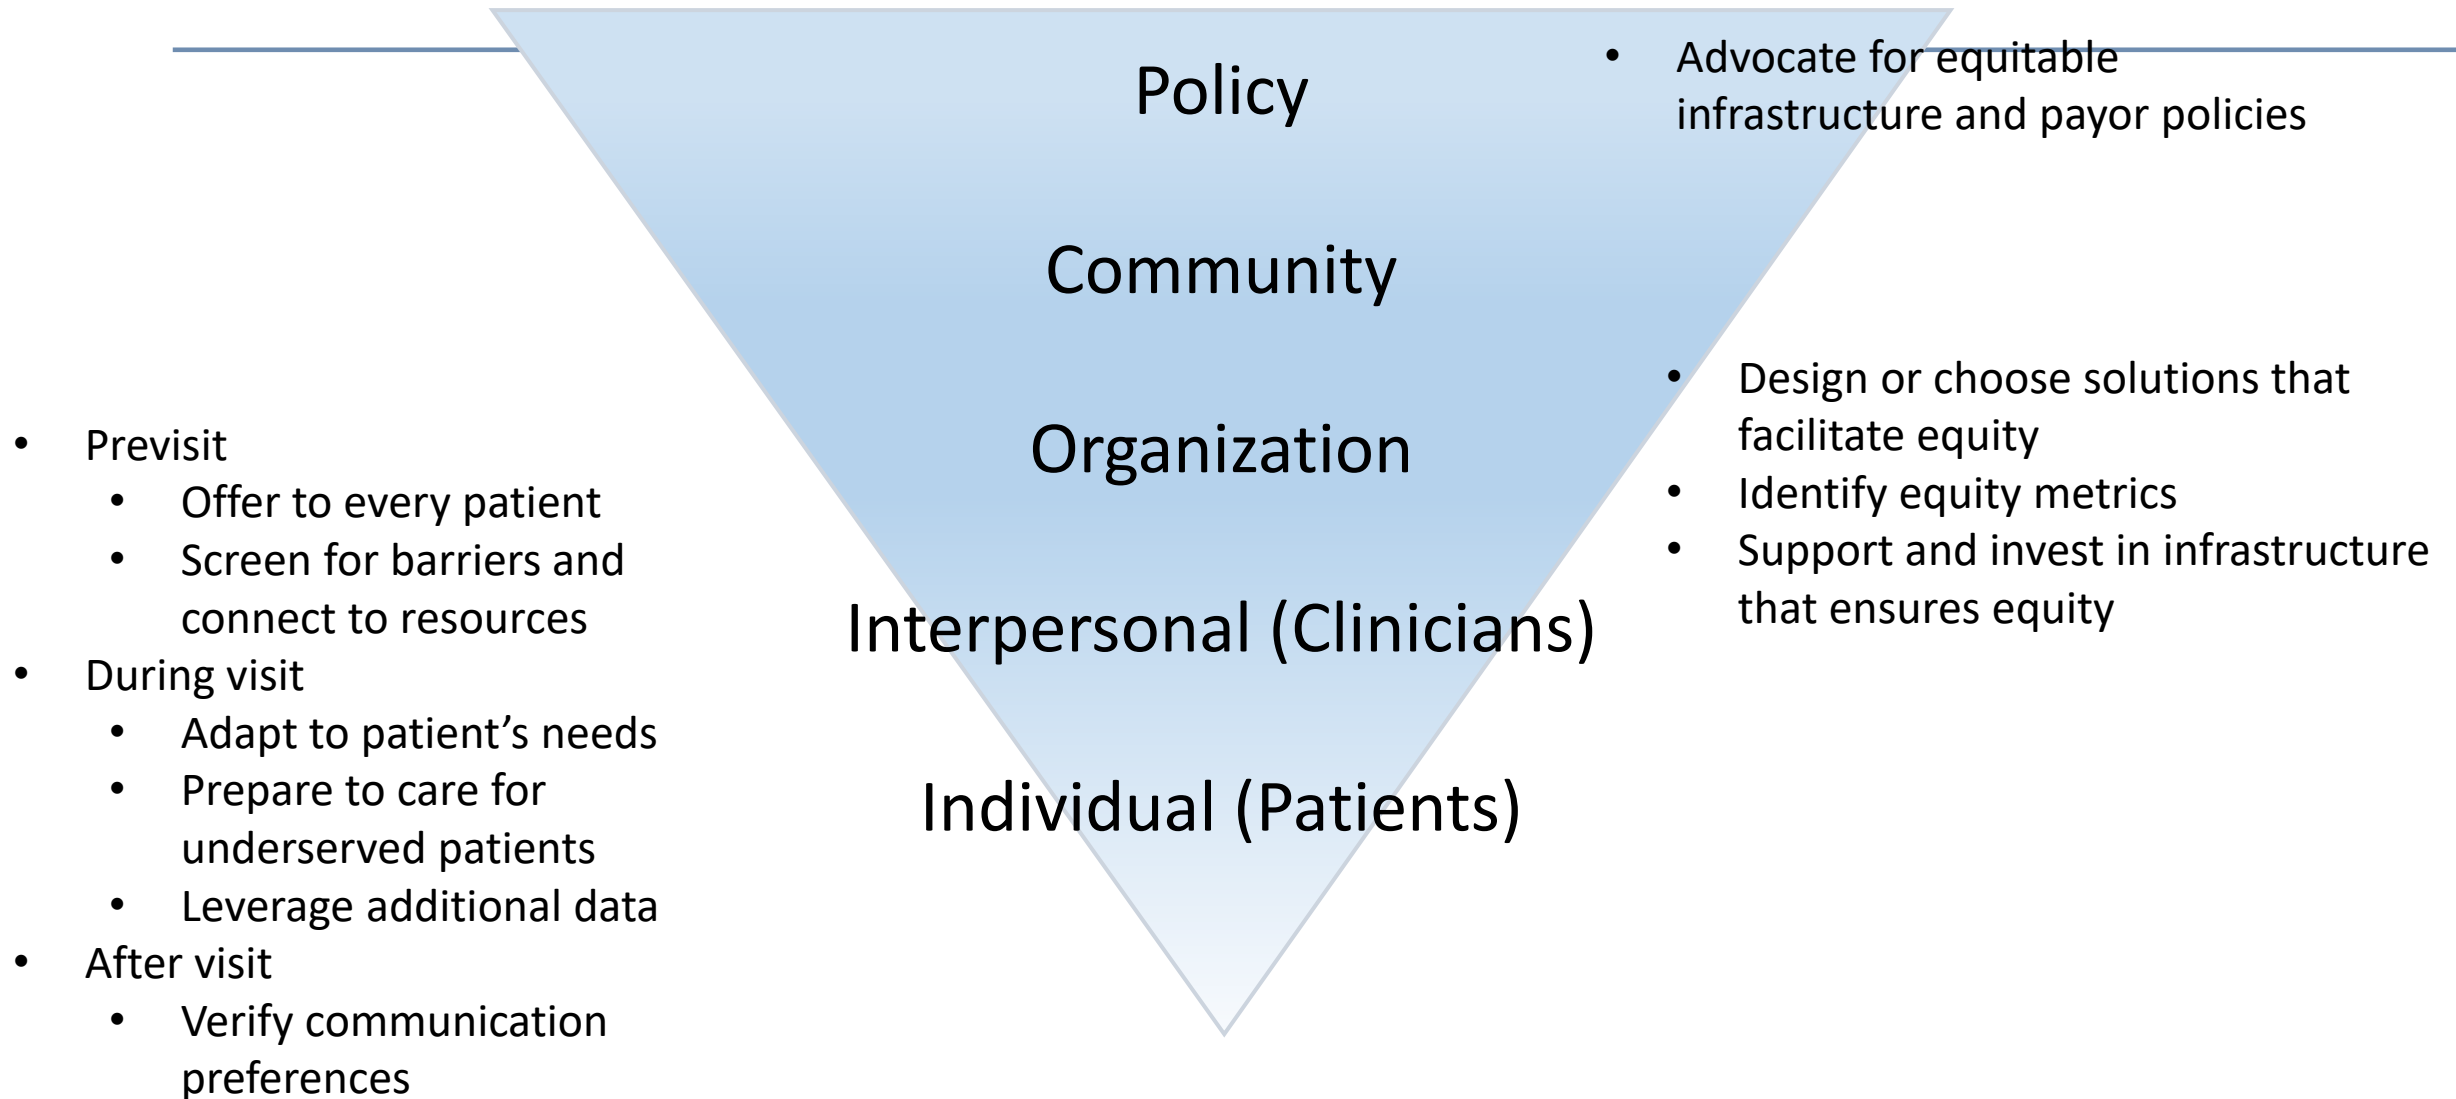 Policy
Community
Organization
Interpersonal (Clinicians)
Individual (Patients)
• Advocate for equitable
infrastructure and payor policies
• Design or choose solutions that
facilitate equity
• Identify equity metrics
• Support and invest in infrastructure
that ensures equity
• Previsit
• Offer to every patient
• Screen for barriers and
connect to resources
• During visit
• Adapt to patient’s needs
• Prepare to care for
underserved patients
• Leverage additional data
• After visit
• Verify communication
preferences